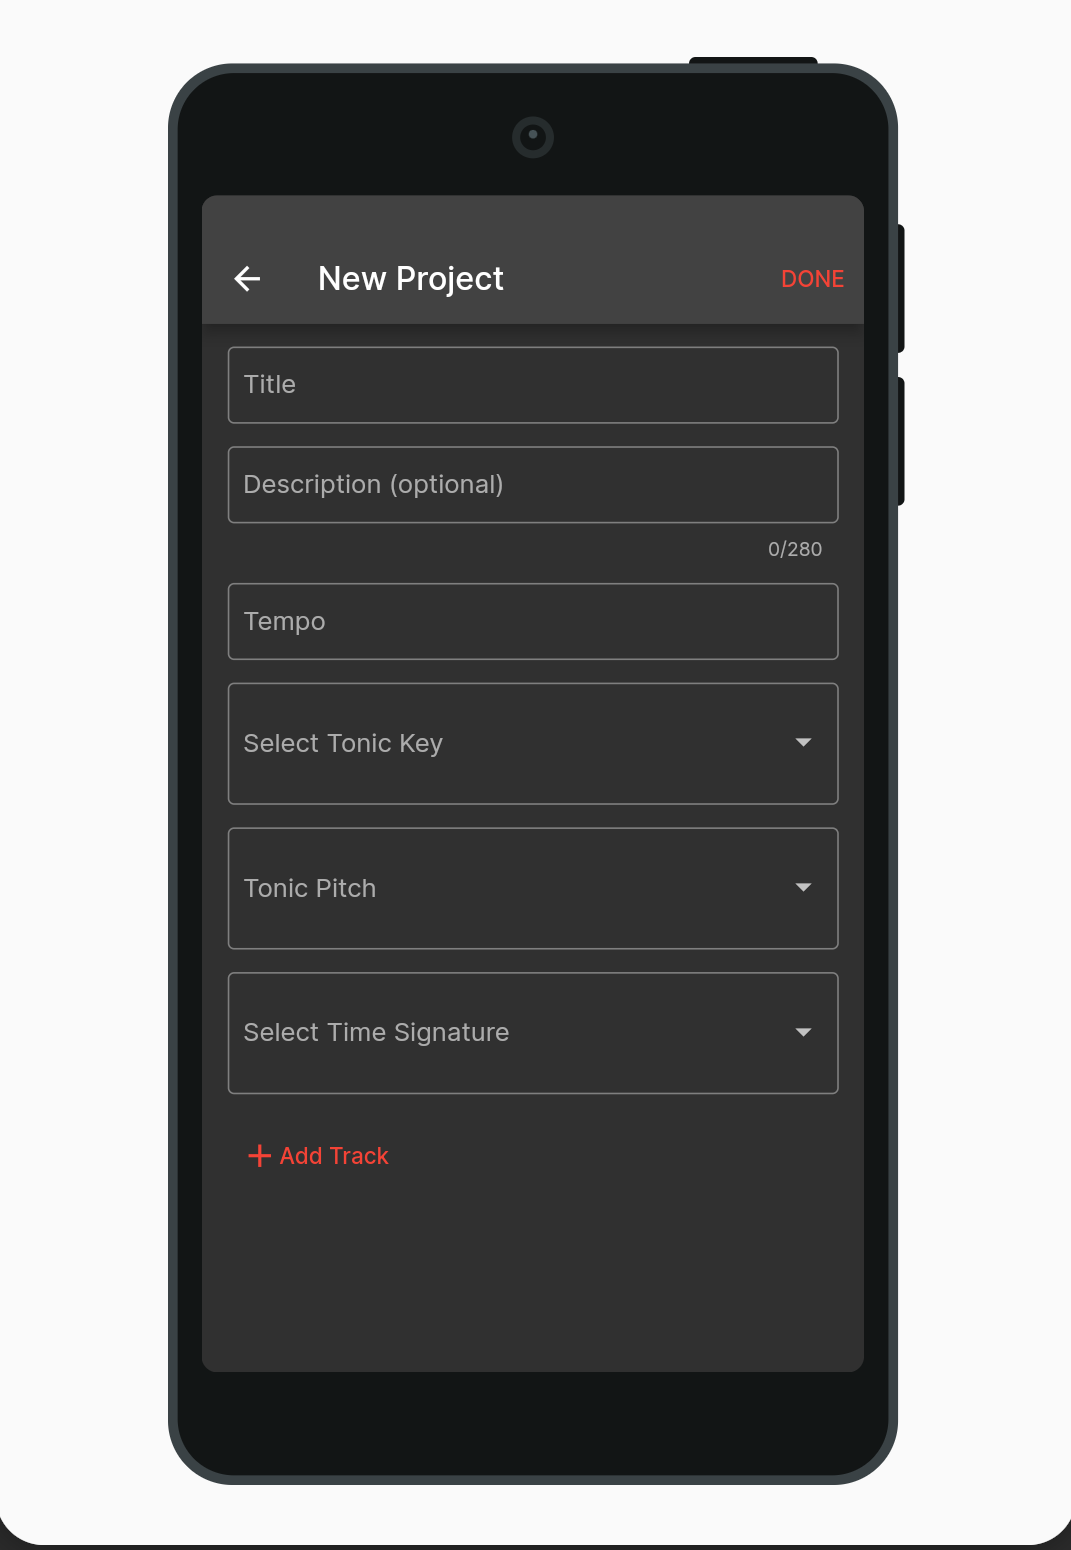 New Project
DONE
Title
Description (optional)
0/280
Tempo
Select Tonic Key
Tonic Pitch
Select Time Signature
Add Track